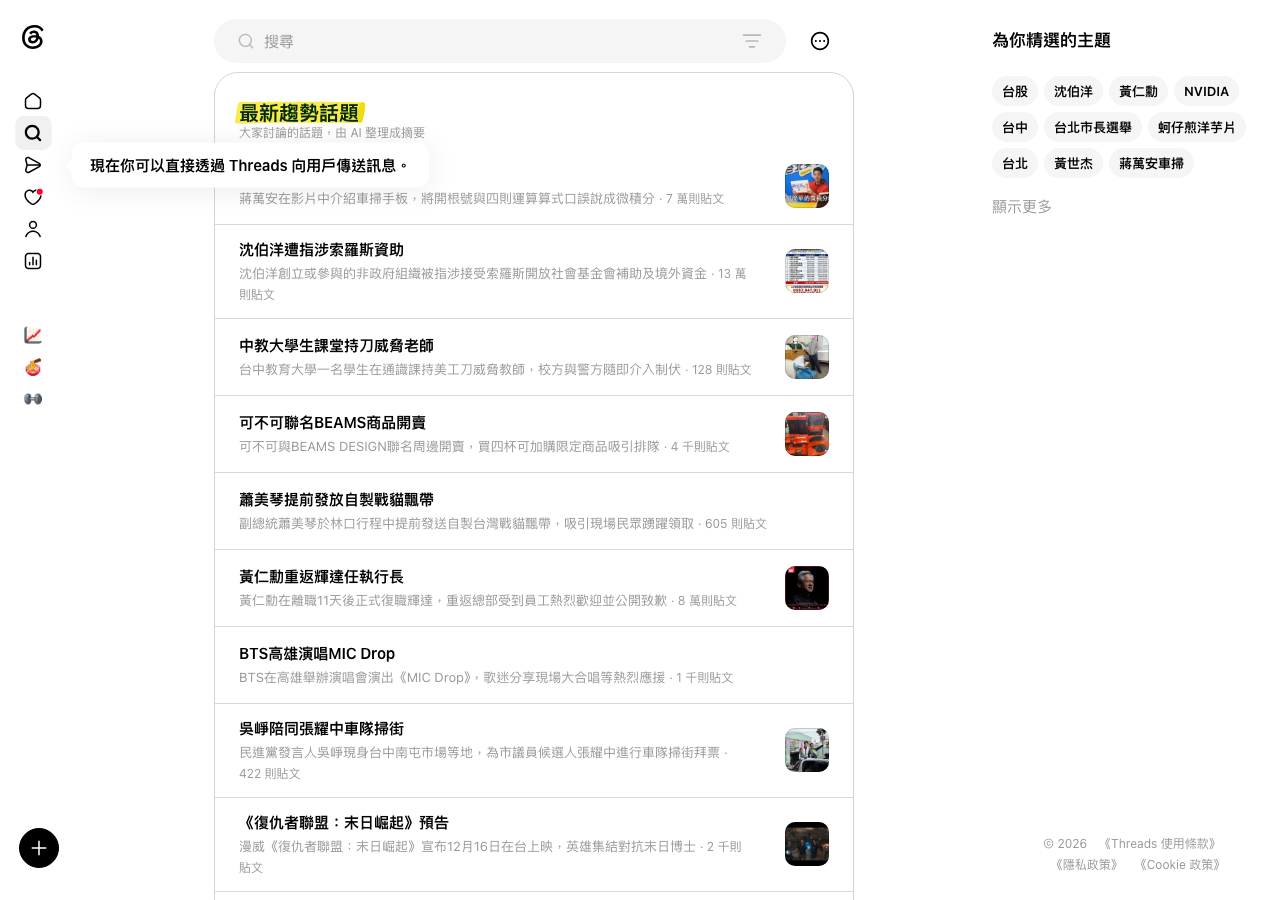 搜尋
最新趨勢話題
大家討論的話題，由 AI 整理成摘要
現在你可以直接透過 Threads 向用戶傳送訊息。
蔣萬安在影片中介紹車掃手板，將開根號與四則運算算式口誤說成微積分 · 7 萬則貼文
沈伯洋遭指涉索羅斯資助
沈伯洋創立或參與的非政府組織被指涉接受索羅斯開放社會基金會補助及境外資金 · 13 萬
則貼文
中教大學生課堂持刀威脅老師
台中教育大學一名學生在通識課持美工刀威脅教師，校方與警方隨即介入制伏 · 128 則貼文
可不可聯名BEAMS商品開賣
可不可與BEAMS DESIGN聯名周邊開賣，買四杯可加購限定商品吸引排隊 · 4 千則貼文
蕭美琴提前發放自製戰貓飄帶
副總統蕭美琴於林口行程中提前發送自製台灣戰貓飄帶，吸引現場民眾踴躍領取 · 605 則貼文
黃仁勳重返輝達任執行長
黃仁勳在離職11天後正式復職輝達，重返總部受到員工熱烈歡迎並公開致歉 · 8 萬則貼文
BTS高雄演唱MIC Drop
BTS在高雄舉辦演唱會演出《MIC Drop》，歌迷分享現場大合唱等熱烈應援 · 1 千則貼文
吳崢陪同張耀中車隊掃街
民進黨發言人吳崢現身台中南屯市場等地，為市議員候選人張耀中進行車隊掃街拜票 ·
422 則貼文
《復仇者聯盟：末日崛起》預告
漫威《復仇者聯盟：末日崛起》宣布12月16日在台上映，英雄集結對抗末日博士 · 2 千則
貼文
為你精選的主題
台股 沈伯洋 黃仁勳 NVIDIA
台中 台北市長選舉 蚵仔煎洋芋片
台北 黃世杰 蔣萬安車掃
顯示更多
© 2026 《Threads 使用條款》
《隱私政策》 《Cookie 政策》